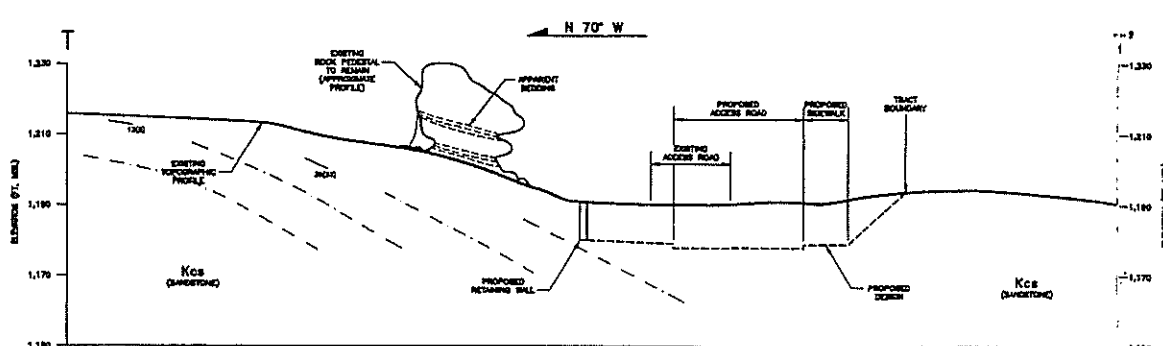 N 70° W
1,230
1,210
1,190
1,170
1,150
ELEVATION (FT. MSL)
EXISTING
ROCK PEDESTAL
TO REMAIN
(APPROXIMATE
PROFILE)
APPARENT
BEDDING
PROPOSED
ACCESS ROAD
PROPOSED
SIDEWALK
TRACT
BOUNDARY
EXISTING
ACCESS ROAD
EXISTING
TOPOGRAPHIC
PROFILE
Kcs
(SANDSTONE)
PROPOSED
RETAINING WALL
PROPOSED
DESIGN
Kcs
(SANDSTONE)
1,230
1,210
1,190
1,170